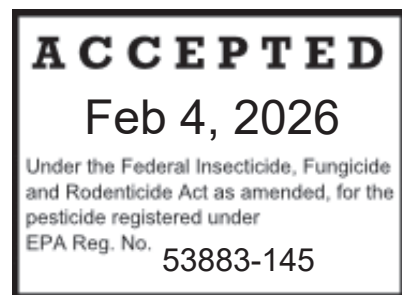 ACCEPTED
Feb 4, 2026
Under the Federal Insecticide, Fungicide
and Rodenticide Act as amended, for the
pesticide registered under
EPA Reg. No. 53883-145